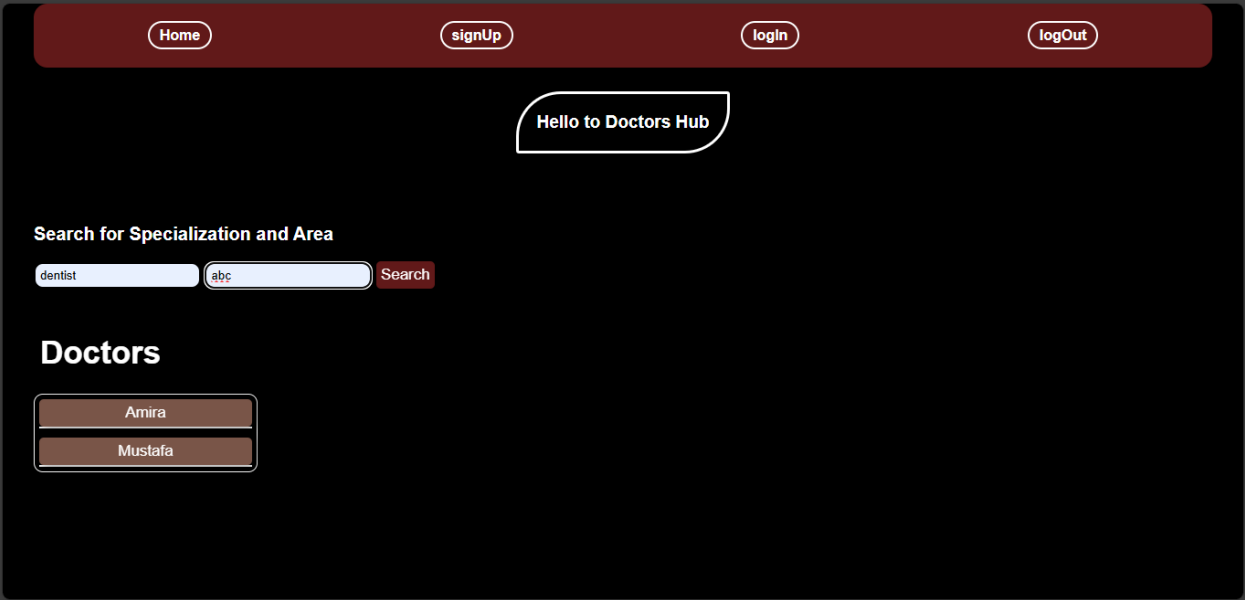 Home signUp logIn logOut
Hello to Doctors Hub
Search for Specialization and Area
dentist abc Search
Doctors
Amira
Mustafa